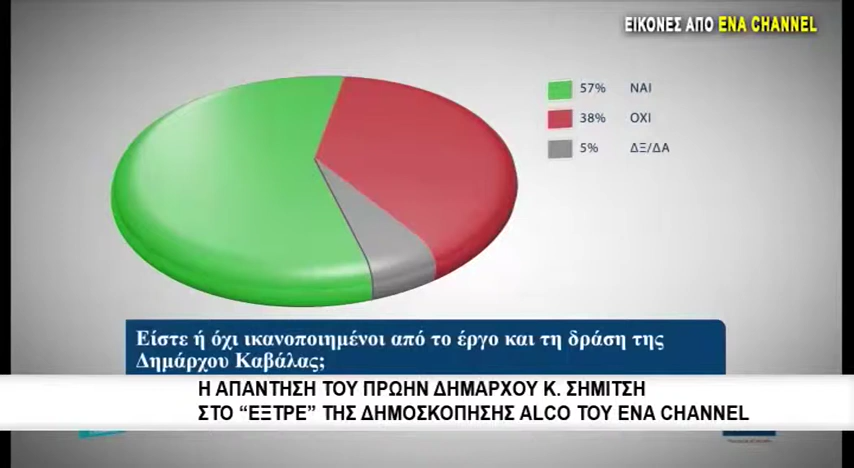 ΕΙΚΟΝΕΣ ΑΠΟ ENA CHANNEL
57% ΝΑΙ
38% ΟΧΙ
5% ΔΞ/ΔΑ
Είστε ή όχι ικανοποιημένοι από το έργο και τη δράση της
Δημάρχου Καβάλας;
Η ΑΠΑΝΤΗΣΗ ΤΟΥ ΠΡΩΗΝ ΔΗΜΑΡΧΟΥ Κ. ΣΗΜΙΤΣΗ
ΣΤΟ “ΕΞΤΡΕ” ΤΗΣ ΔΗΜΟΣΚΟΠΗΣΗΣ ALCO ΤΟΥ ENA CHANNEL